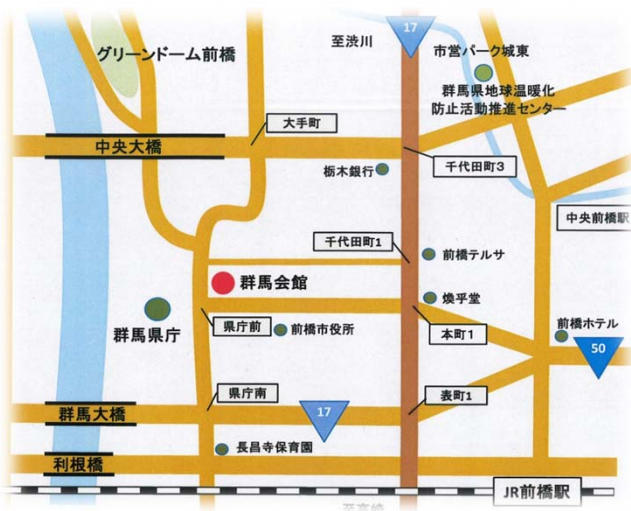 17
至渋川
市営パーク城東
グリーンドーム前橋
群馬県地球温暖化
防止活動推進センター
大手町
中央大橋
栃木銀行
千代田町3
中央前橋駅
千代田町1
前橋テルサ
群馬会館
煥乎堂
群馬県庁
県庁前
前橋市役所
本町1
前橋ホテル
50
県庁南
表町1
群馬大橋
17
長昌寺保育園
利根橋
JR前橋駅
至高崎